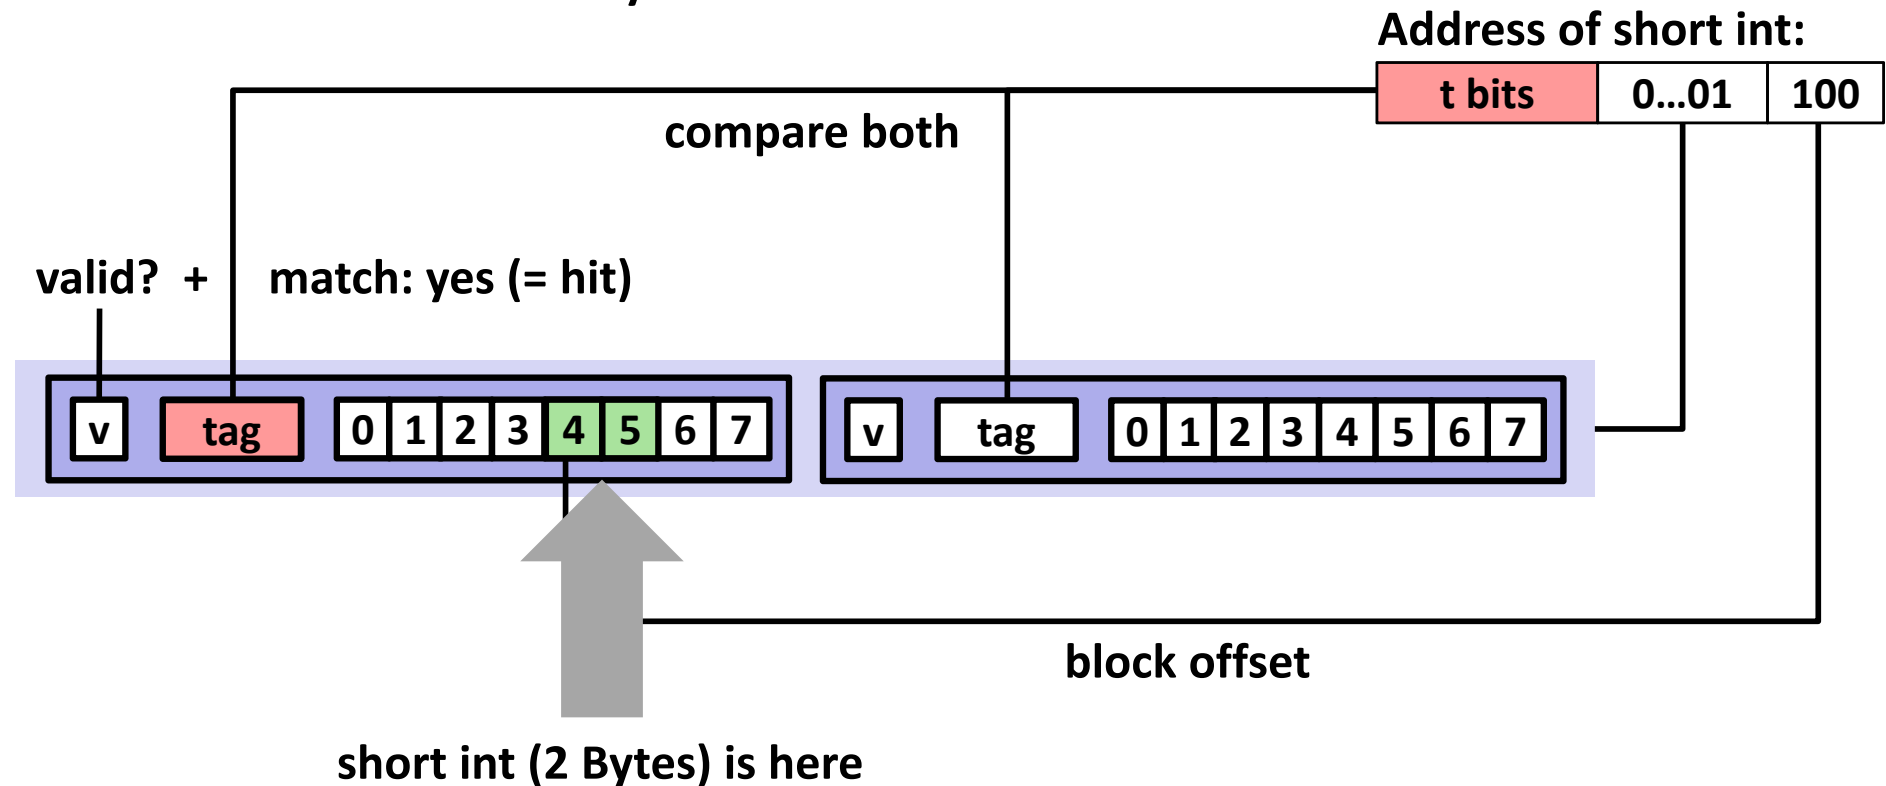 Address of short int:
t bits 0...01 100
compare both
valid? + match: yes (= hit)
v tag 0 1 2 3 4 5 6 7 v tag 0 1 2 3 4 5 6 7
block offset
short int (2 Bytes) is here